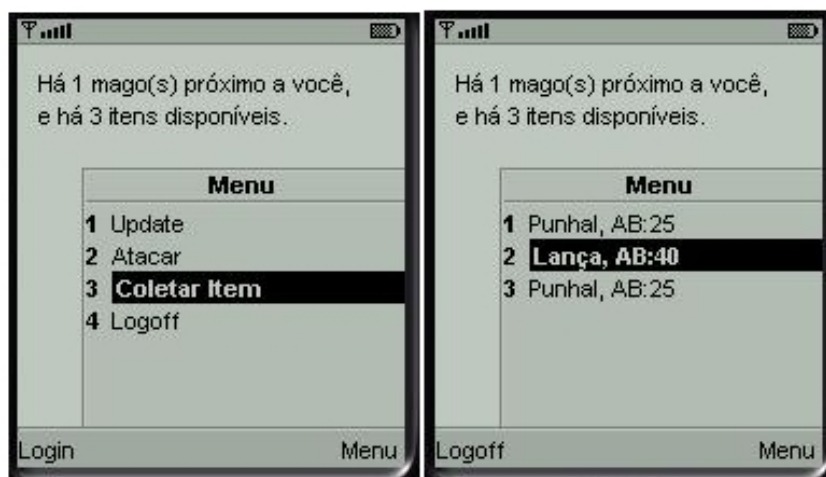 Há 1 mago(s) próximo a você,
e há 3 itens disponíveis.
Menu
1 Update
2 Atacar
3 Coletar Item
4 Logoff
Login Menu
Há 1 mago(s) próximo a você,
e há 3 itens disponíveis.
Menu
1 Punhal, AB:25
2 Lança, AB:40
3 Punhal, AB:25
Logoff Menu